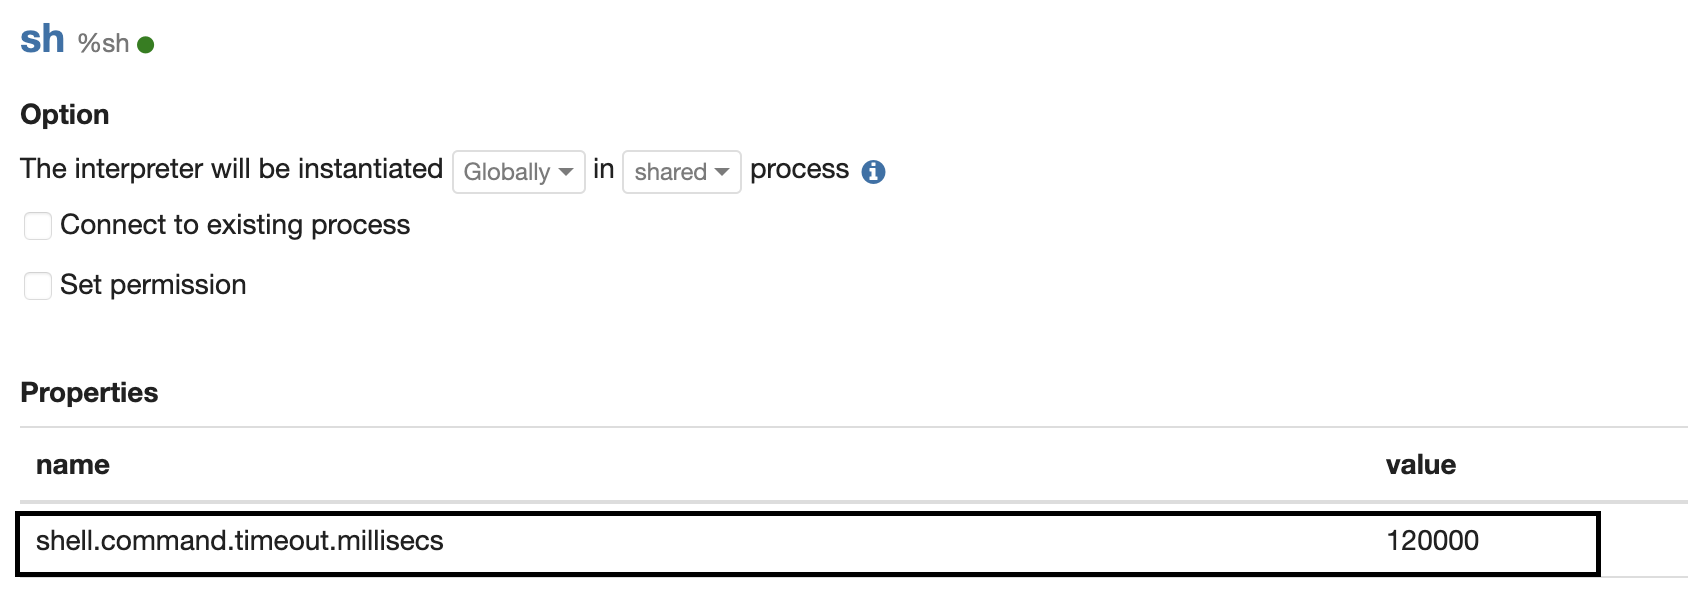 sh %sh
Option
The interpreter will be instantiated Globally in shared process
Connect to existing process
Set permission
Properties
name value
shell.command.timeout.millisecs 120000